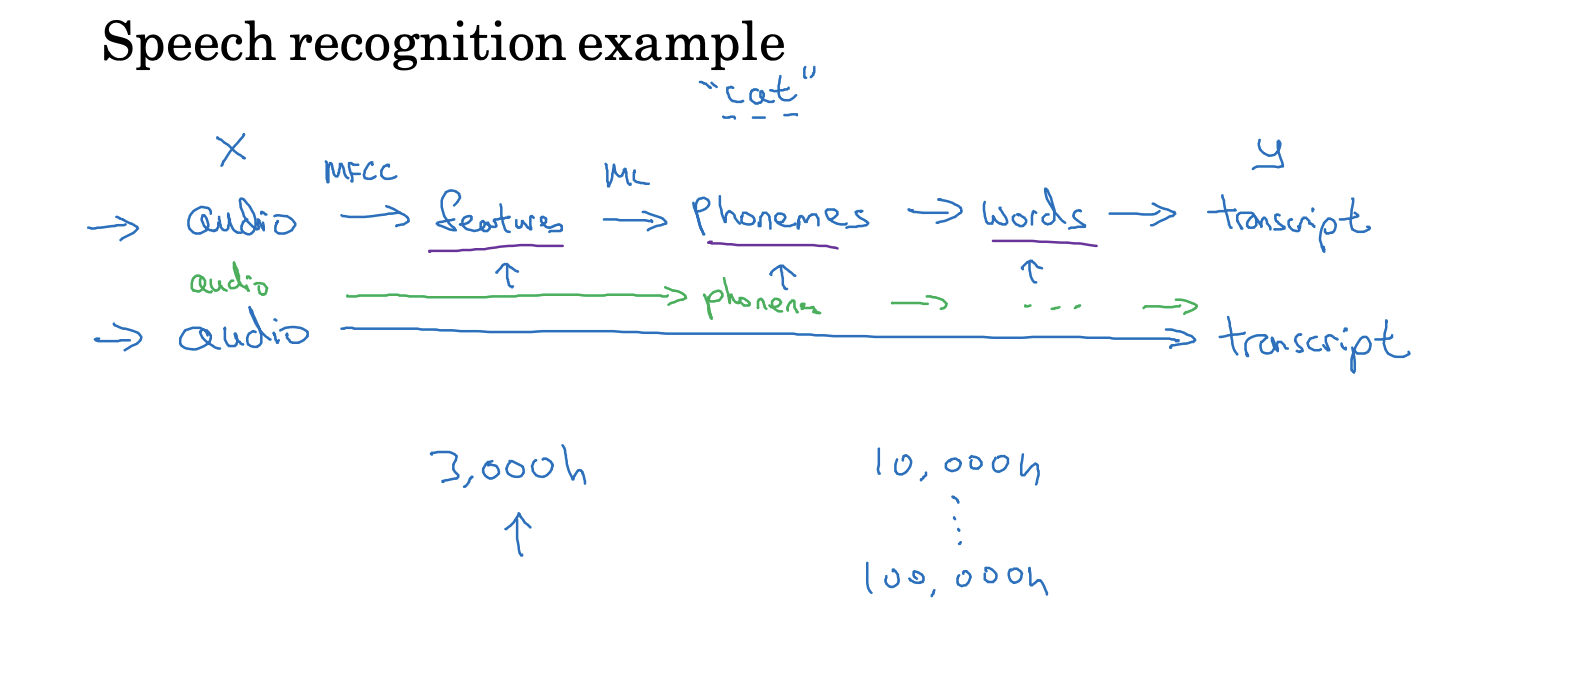 Speech recognition example
"cat"
X y
MFCC ML
→ audio → features → phonemes → words → transcript
↑ ↑ ↑
audio → phonemes → ... →
→ audio → transcript
3,000h 10,000h
↑ ⋮
100,000h